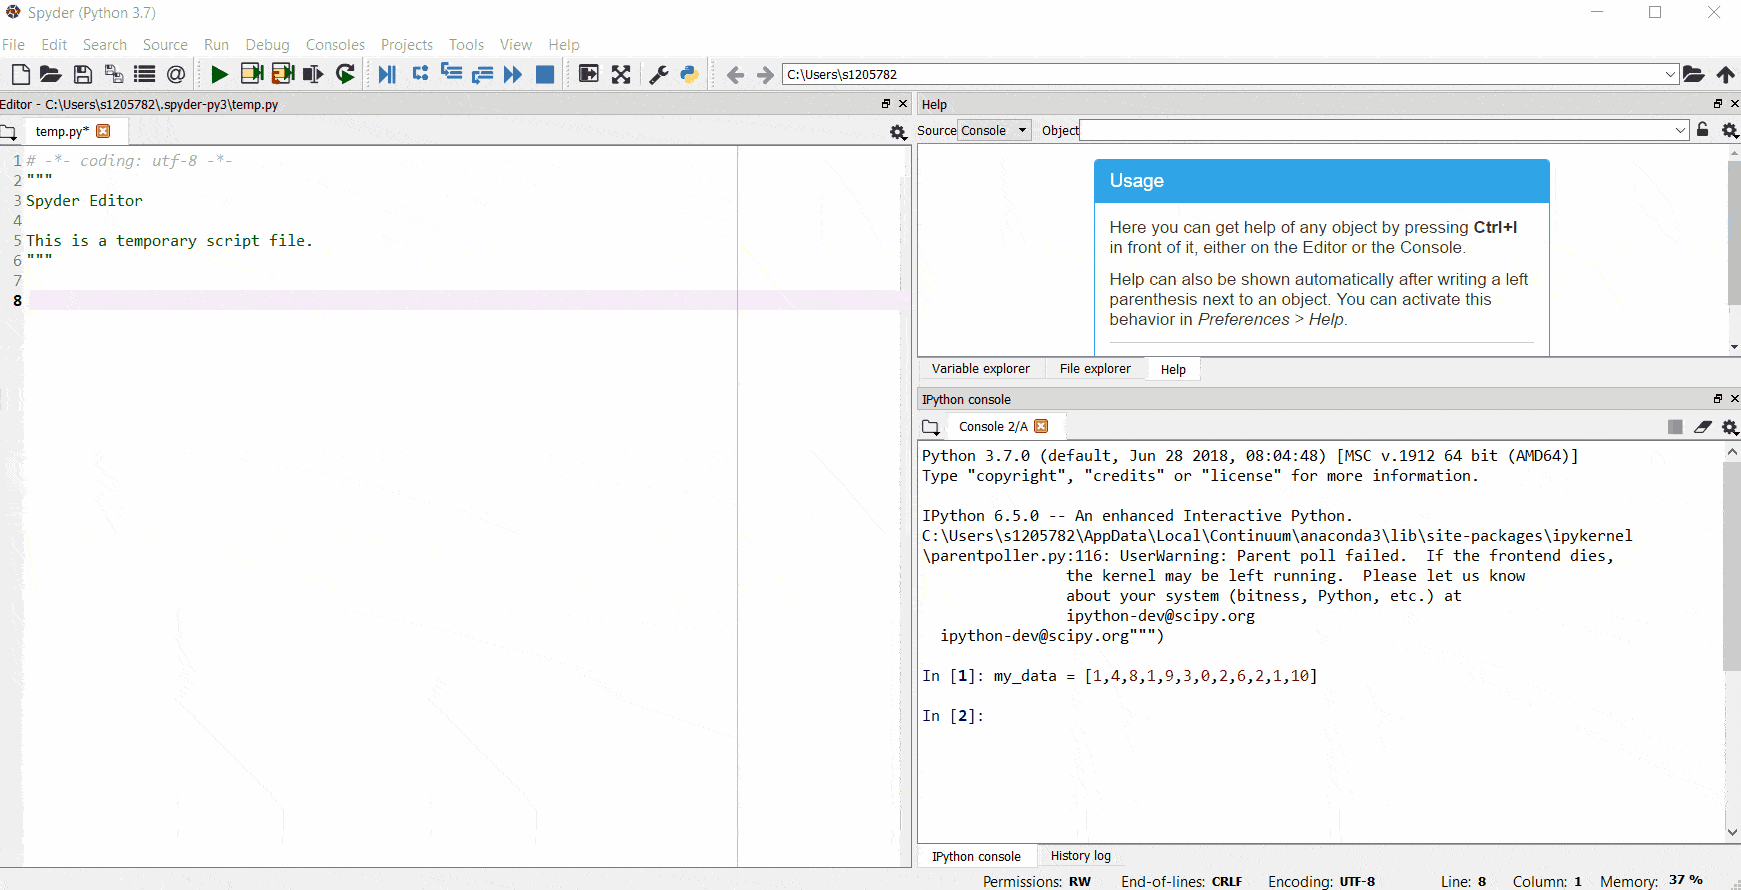 Spyder (Python 3.7)
File Edit Search Source Run Debug Consoles Projects Tools View Help
C:\Users\s1205782
Editor - C:\Users\s1205782\.spyder-py3\temp.py
temp.py*
1 # -*- coding: utf-8 -*-
2 """
3 Spyder Editor
4
5 This is a temporary script file.
6 """
7
8
Help
Source Console Object
Usage
Here you can get help of any object by pressing Ctrl+I
in front of it, either on the Editor or the Console.
Help can also be shown automatically after writing a left
parenthesis next to an object. You can activate this
behavior in Preferences > Help.
Variable explorer File explorer Help
IPython console
Console 2/A
Python 3.7.0 (default, Jun 28 2018, 08:04:48) [MSC v.1912 64 bit (AMD64)]
Type "copyright", "credits" or "license" for more information.
IPython 6.5.0 -- An enhanced Interactive Python.
C:\Users\s1205782\AppData\Local\Continuum\anaconda3\lib\site-packages\ipykernel
\parentpoller.py:116: UserWarning: Parent poll failed.  If the frontend dies,
the kernel may be left running.  Please let us know
about your system (bitness, Python, etc.) at
ipython-dev@scipy.org
ipython-dev@scipy.org""")
In [1]: my_data = [1,4,8,1,9,3,0,2,6,2,1,10]
In [2]:
IPython console History log
Permissions: RW End-of-lines: CRLF Encoding: UTF-8 Line: 8 Column: 1 Memory: 37 %